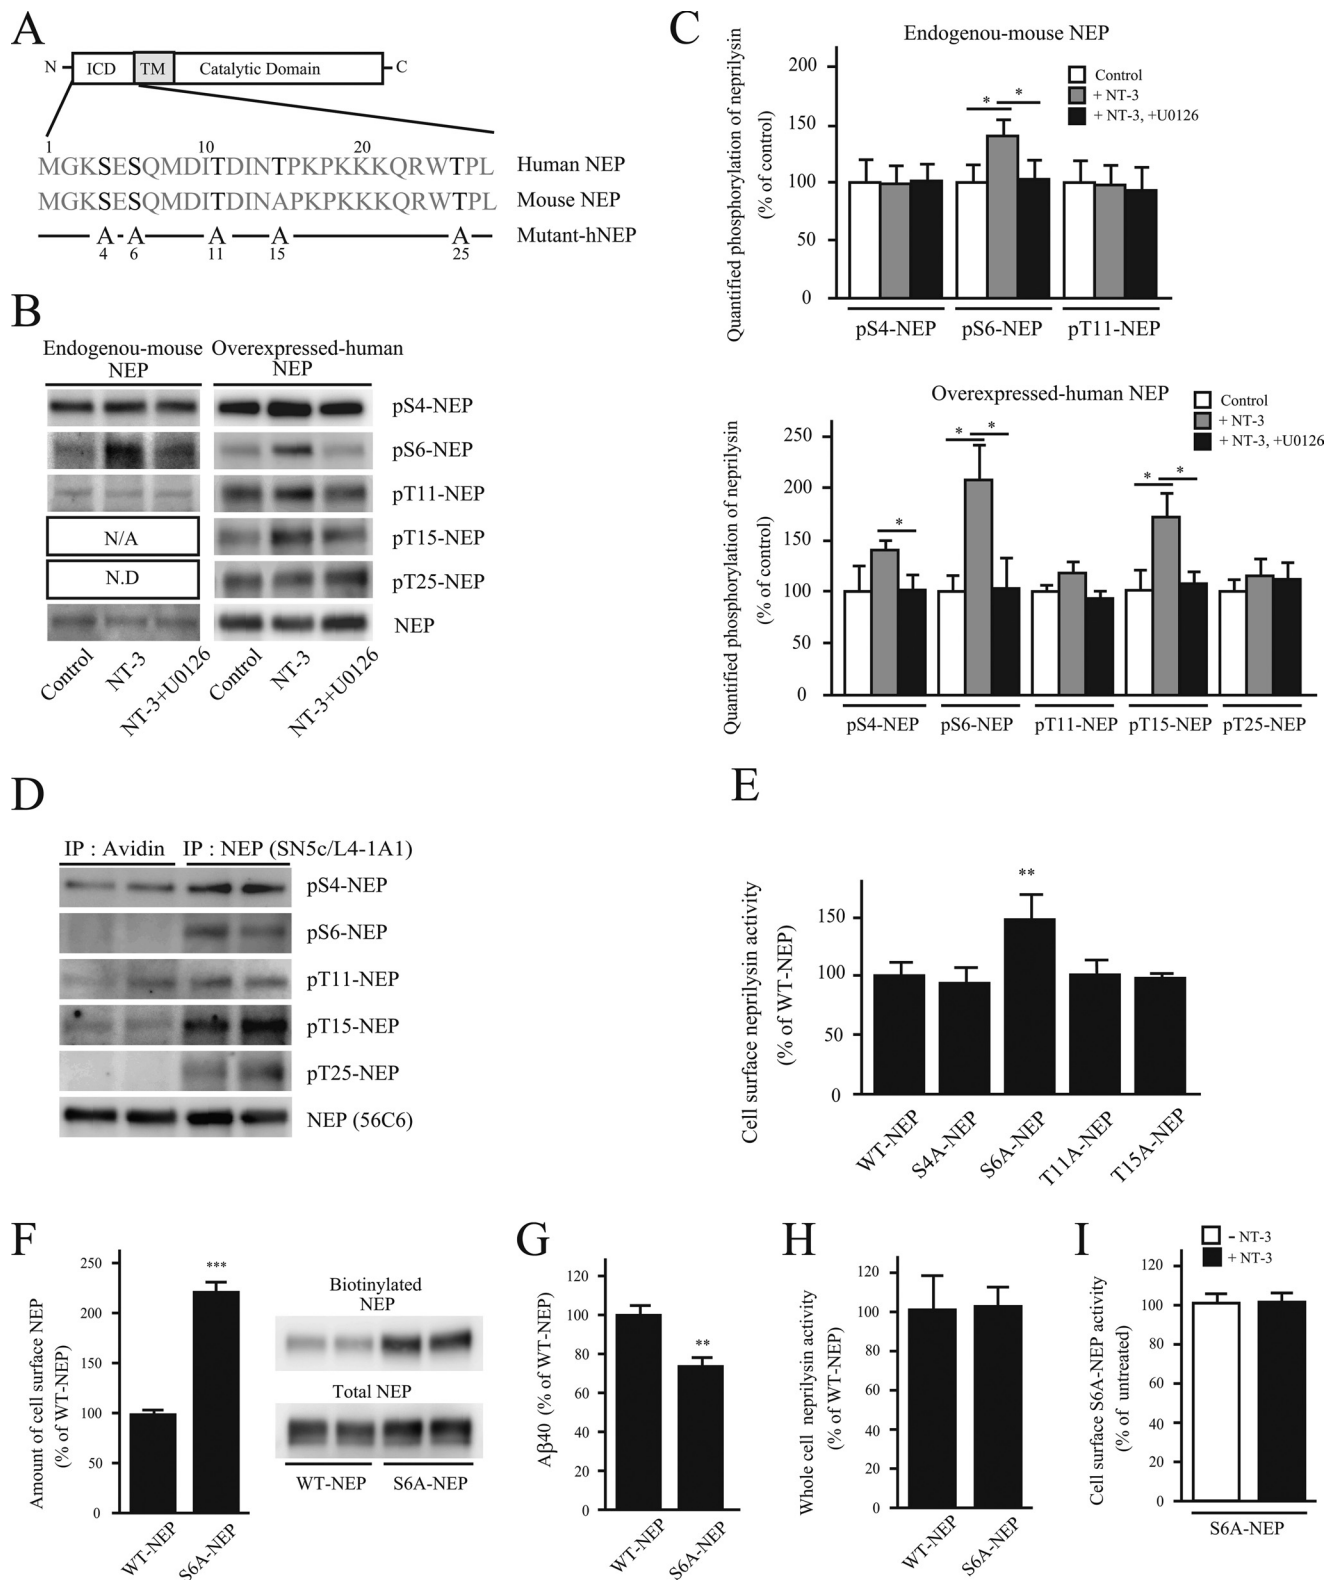 A
N
ICD
TM
Catalytic Domain
C
1
10
20
MGKSESQMDITDINTPKPKKKQRWTPL
Human NEP
MGKSESQMDITDINAPKPKKKQRWTPL
Mouse NEP
A A A A A
Mutant-hNEP
4 6 11 15 25
B
Endogenou-mouse
NEP
Overexpressed-human
NEP
pS4-NEP
pS6-NEP
pT11-NEP
N/A
pT15-NEP
N.D
pT25-NEP
NEP
Control
NT-3
NT-3+U0126
Control
NT-3
NT-3+U0126
C
Endogenou-mouse NEP
Quantified phosphorylation of neprilysin
(% of control)
200
150
100
50
0
Control
+ NT-3
+ NT-3, +U0126
* *
pS4-NEP
pS6-NEP
pT11-NEP
Overexpressed-human NEP
Quantified phosphorylation of neprilysin
(% of control)
250
200
150
100
50
0
Control
+ NT-3
+ NT-3, +U0126
*
* *
* *
pS4-NEP
pS6-NEP
pT11-NEP
pT15-NEP
pT25-NEP
D
IP : Avidin
IP : NEP (SN5c/L4-1A1)
pS4-NEP
pS6-NEP
pT11-NEP
pT15-NEP
pT25-NEP
NEP (56C6)
E
Cell surface neprilysin activity
(% of WT-NEP)
150
100
50
0
**
WT-NEP
S4A-NEP
S6A-NEP
T11A-NEP
T15A-NEP
F
Amount of cell surface NEP
(% of WT-NEP)
250
200
150
100
50
0
***
WT-NEP
S6A-NEP
Biotinylated
NEP
Total NEP
WT-NEP
S6A-NEP
G
Aβ40 (% of WT-NEP)
120
100
80
60
40
20
0
**
WT-NEP
S6A-NEP
H
Whole cell neprilysin activity
(% of WT-NEP)
120
100
80
60
40
20
0
WT-NEP
S6A-NEP
I
- NT-3
+ NT-3
Cell surface S6A-NEP activity
(% of untreated)
120
100
80
60
40
20
0
S6A-NEP